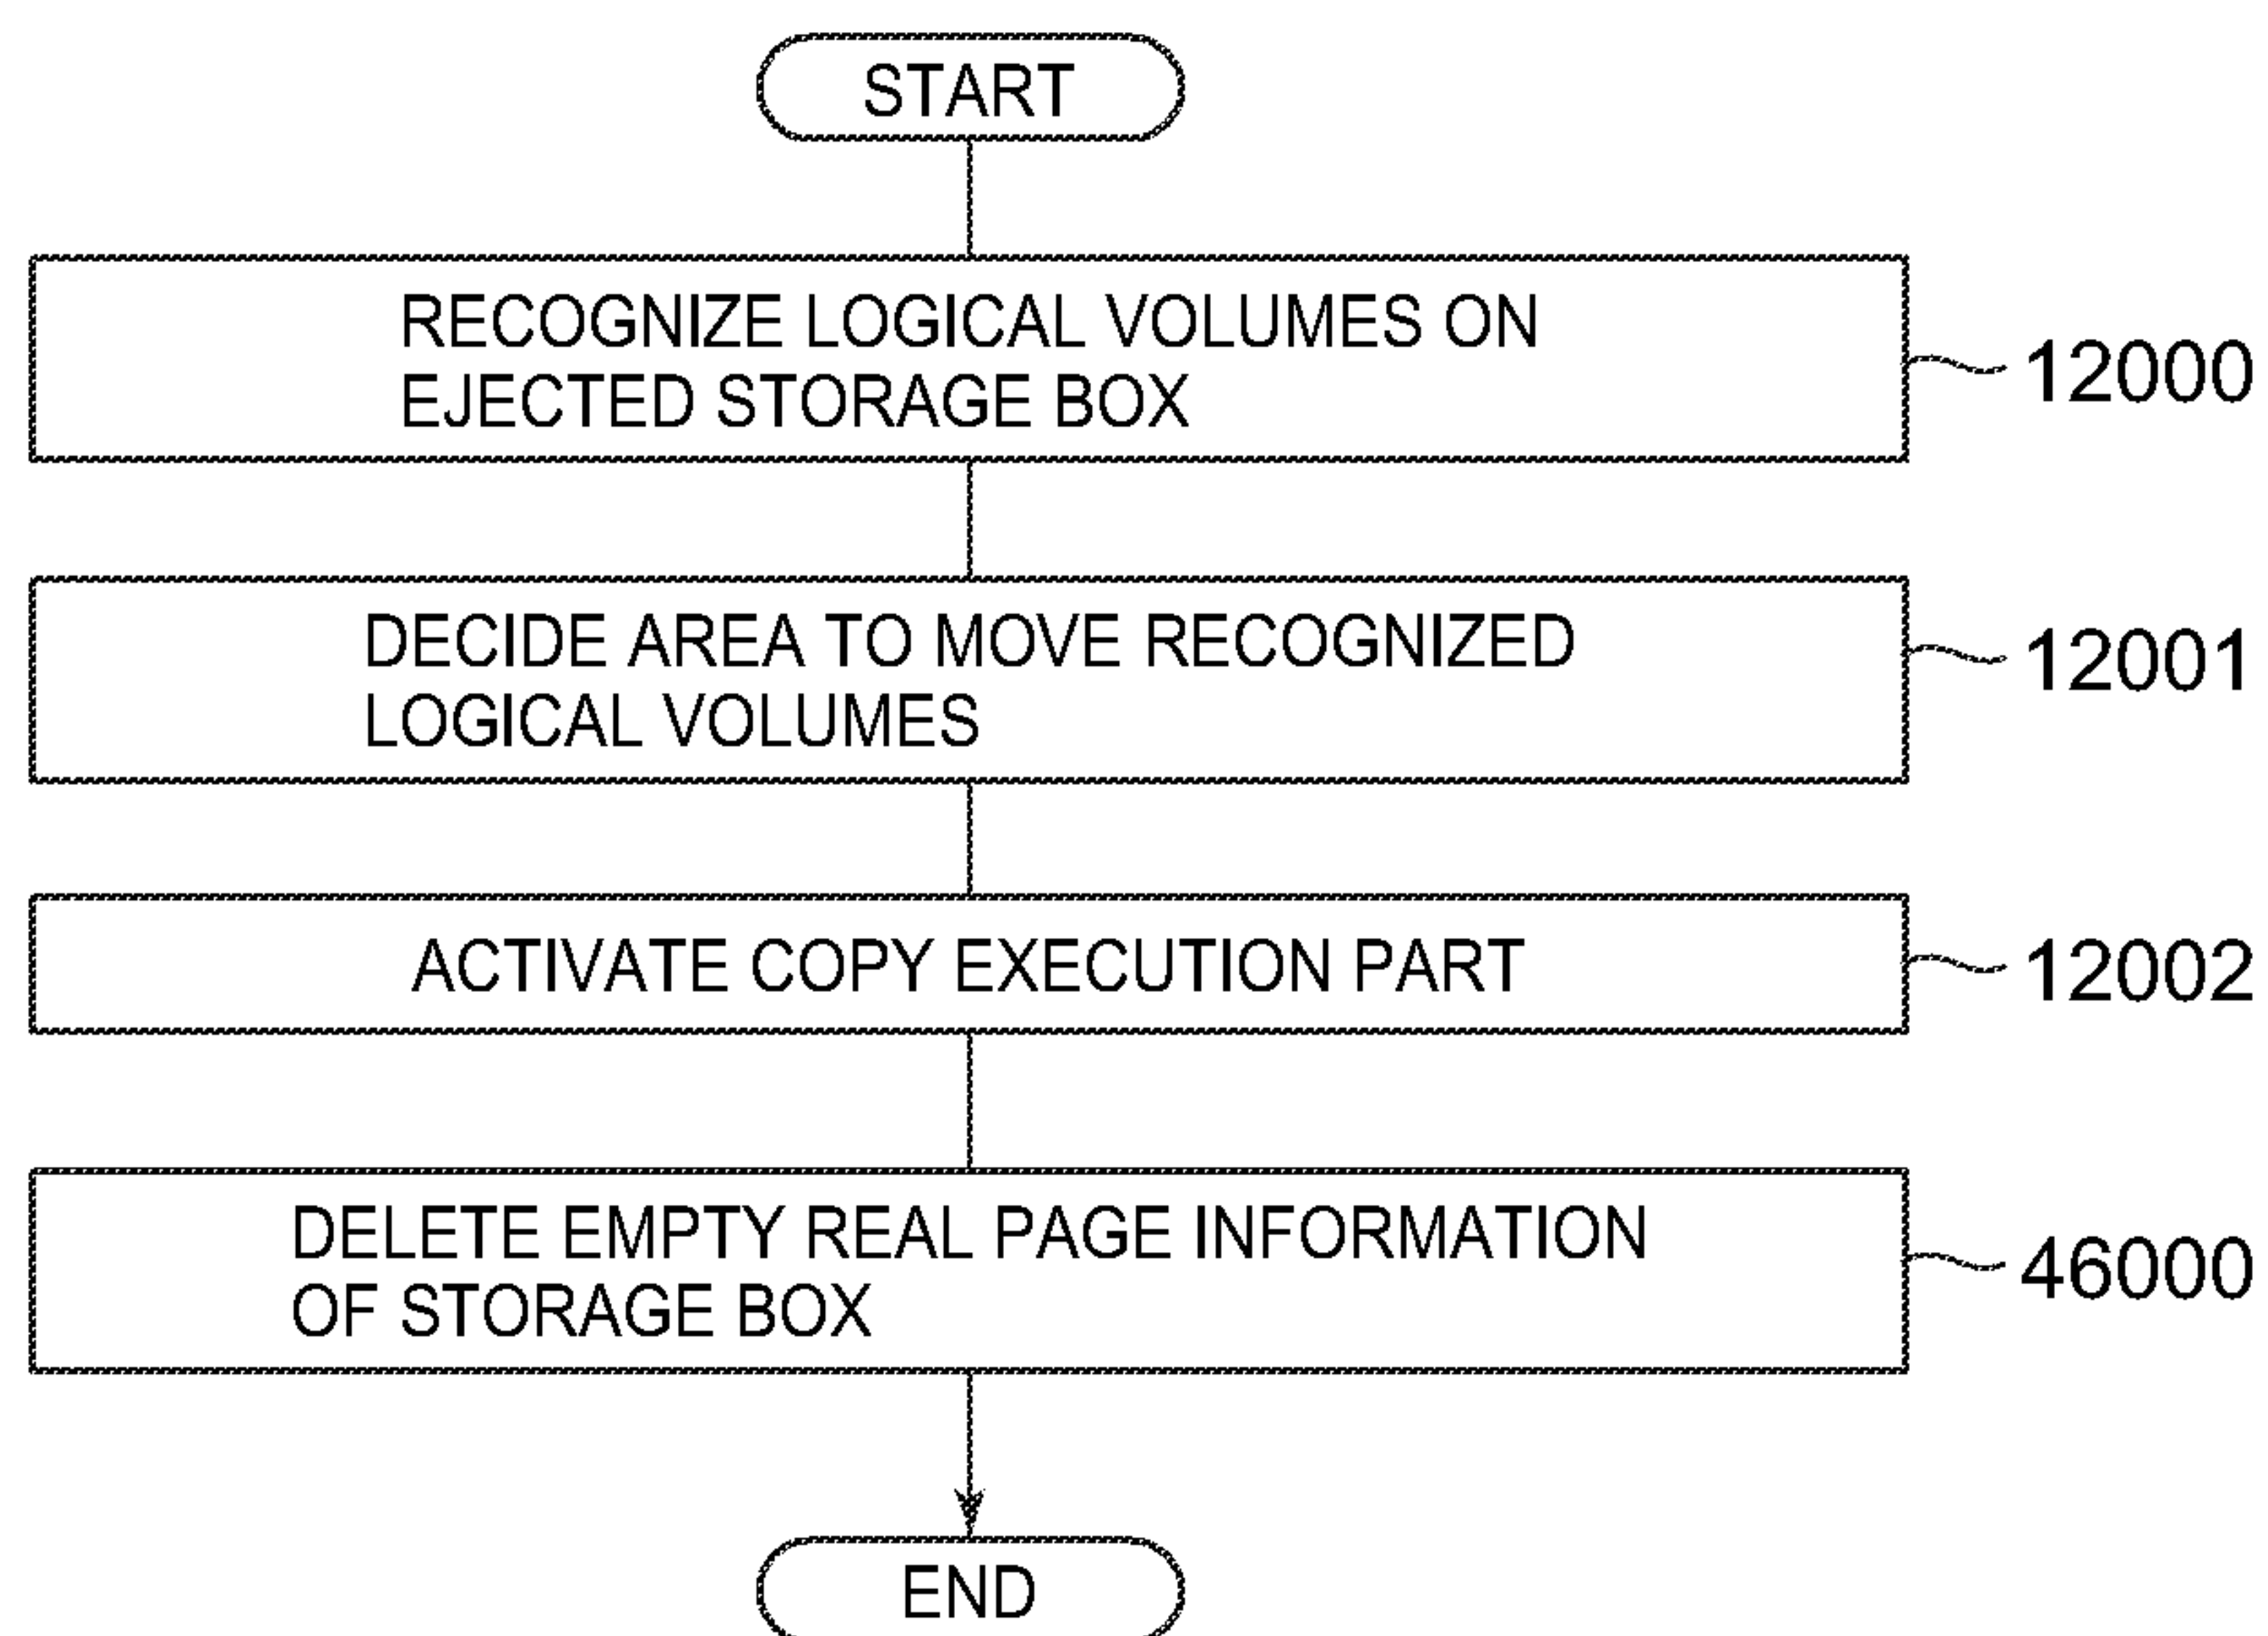 START
RECOGNIZE LOGICAL VOLUMES ON
EJECTED STORAGE BOX
12000
DECIDE AREA TO MOVE RECOGNIZED
LOGICAL VOLUMES
12001
ACTIVATE COPY EXECUTION PART
12002
DELETE EMPTY REAL PAGE INFORMATION
OF STORAGE BOX
46000
END